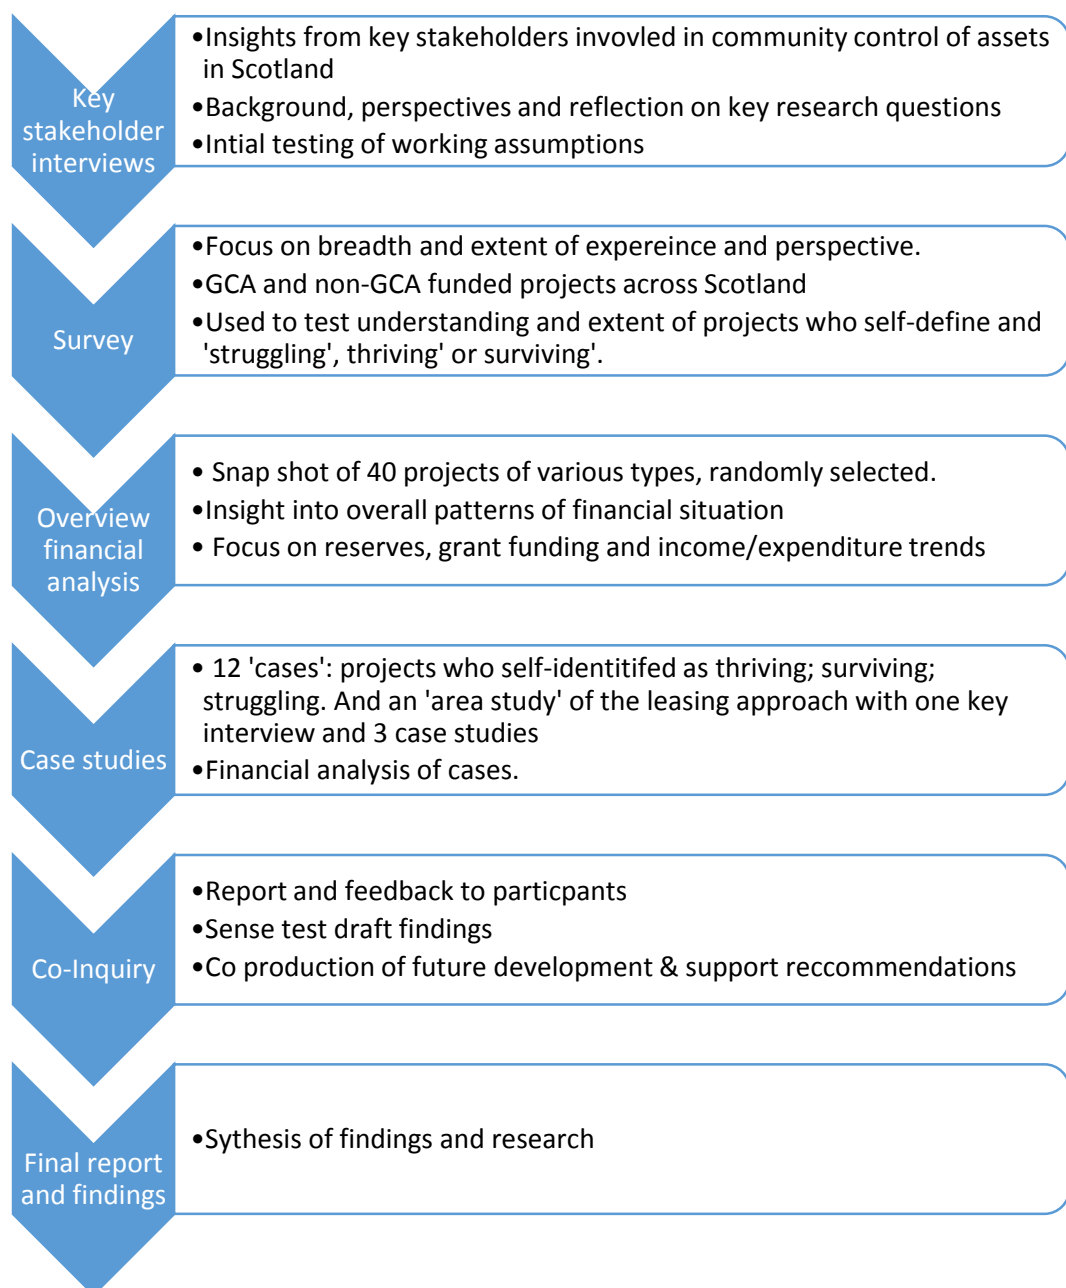 Key
stakeholder
interviews
•Insights from key stakeholders invovled in community control of assets
in Scotland
•Background, perspectives and reflection on key research questions
•Intial testing of working assumptions
Survey
•Focus on breadth and extent of expereince and perspective.
•GCA and non-GCA funded projects across Scotland
•Used to test understanding and extent of projects who self-define and
'struggling', thriving' or surviving'.
Overview
financial
analysis
• Snap shot of 40 projects of various types, randomly selected.
•Insight into overall patterns of financial situation
• Focus on reserves, grant funding and income/expenditure trends
Case studies
• 12 'cases': projects who self-identitifed as thriving; surviving;
struggling. And an 'area study' of the leasing approach with one key
interview and 3 case studies
•Financial analysis of cases.
Co-Inquiry
•Report and feedback to particpants
•Sense test draft findings
•Co production of future development & support reccommendations
Final report
and findings
•Sythesis of findings and research